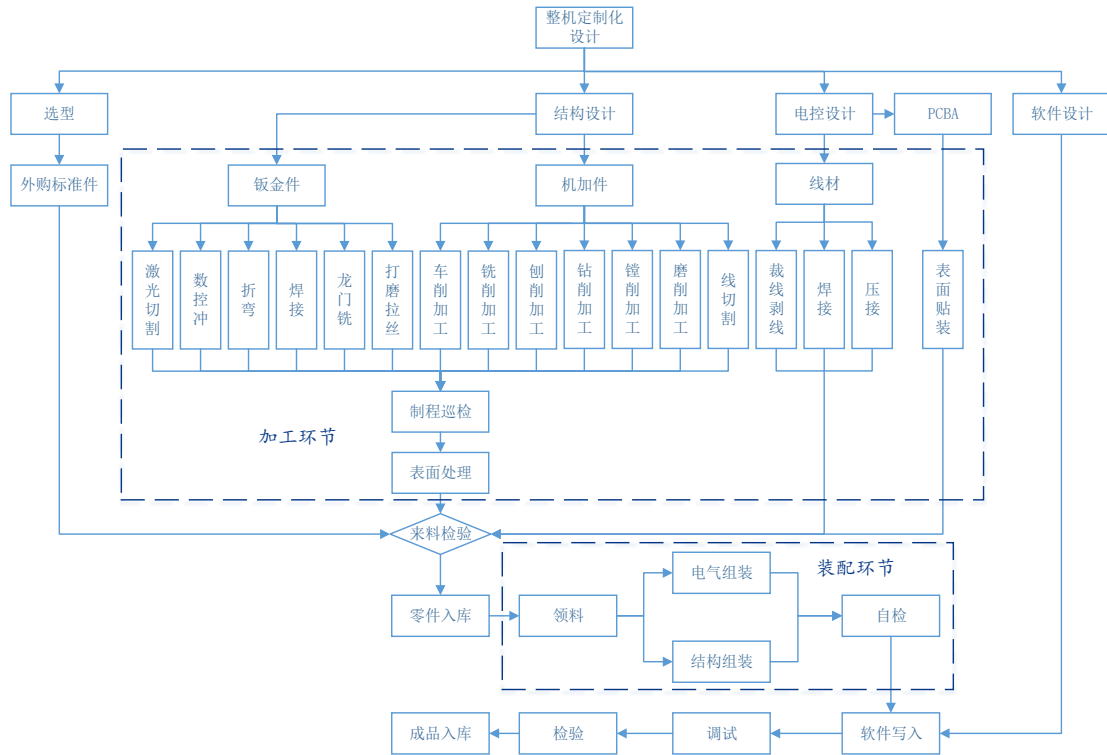 整机定制化
设计
选型
结构设计
电控设计
PCBA
软件设计
外购标准件
钣金件
机加件
线材
激光切割
数控冲
折弯
焊接
龙门铣
打磨拉丝
车削加工
铣削加工
刨削加工
钻削加工
镗削加工
磨削加工
线切割
裁线剥线
焊接
压接
表面贴装
制程巡检
加工环节
表面处理
来料检验
装配环节
电气组装
零件入库
领料
自检
结构组装
成品入库
检验
调试
软件写入